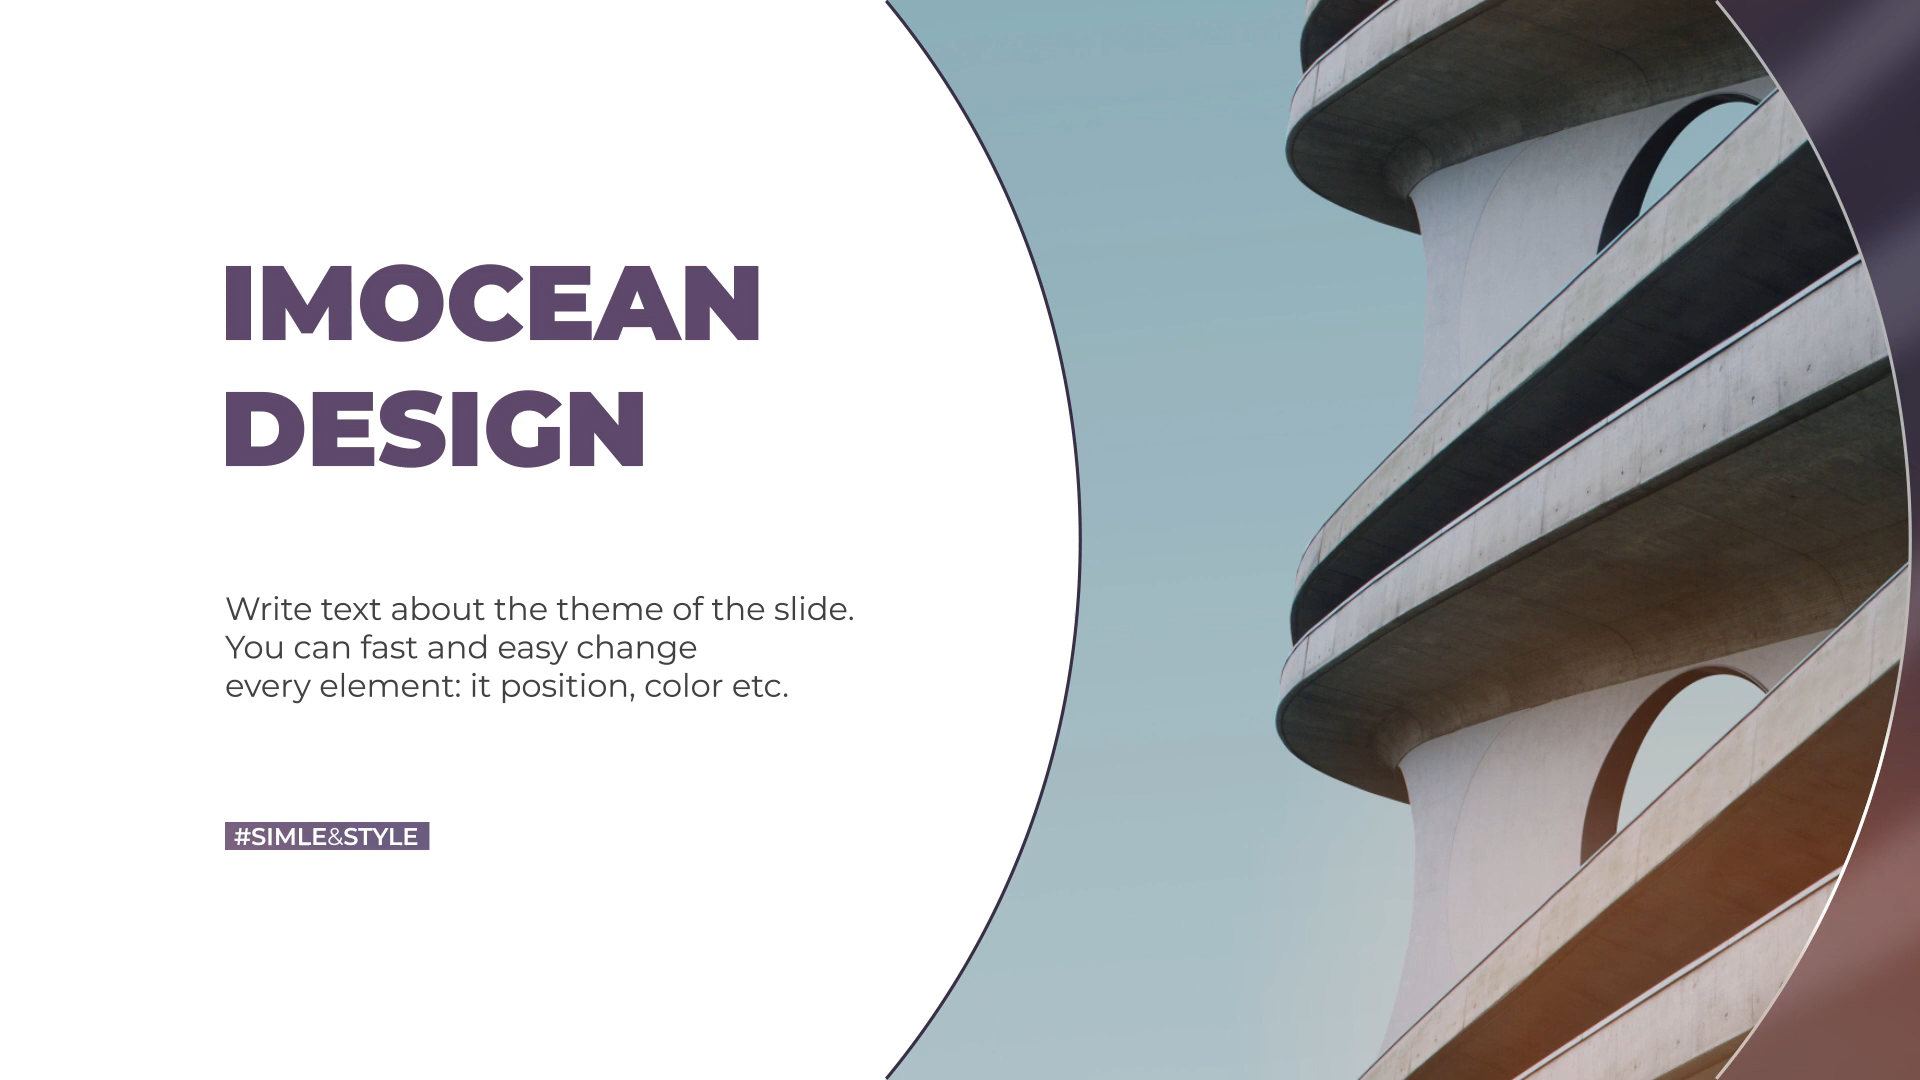 IMOCEAN
DESIGN
Write text about the theme of the slide.
You can fast and easy change
every element: it position, color etc.
#SIMLE&STYLE